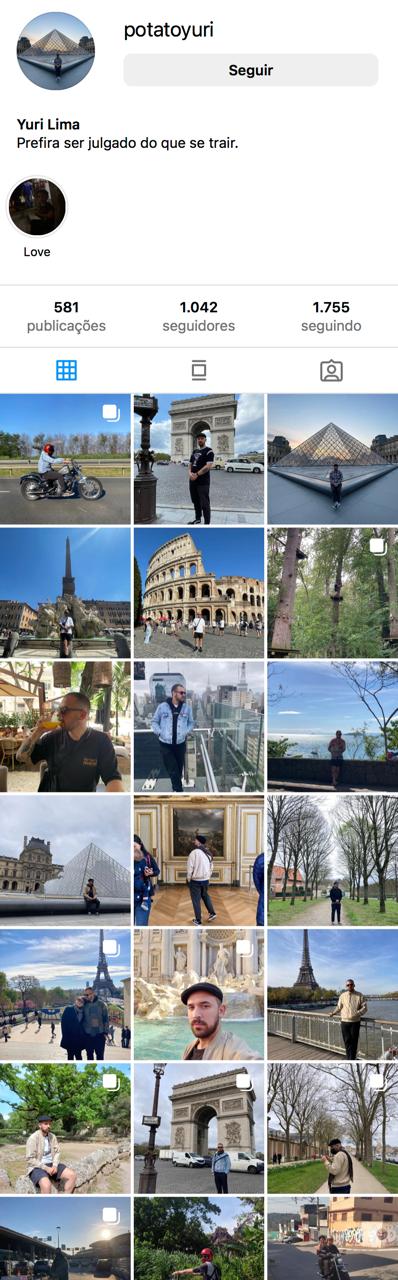 potatoyuri
Seguir
Yuri Lima
Prefira ser julgado do que se trair.
Love
581 1.042 1.755
publicações seguidores seguindo